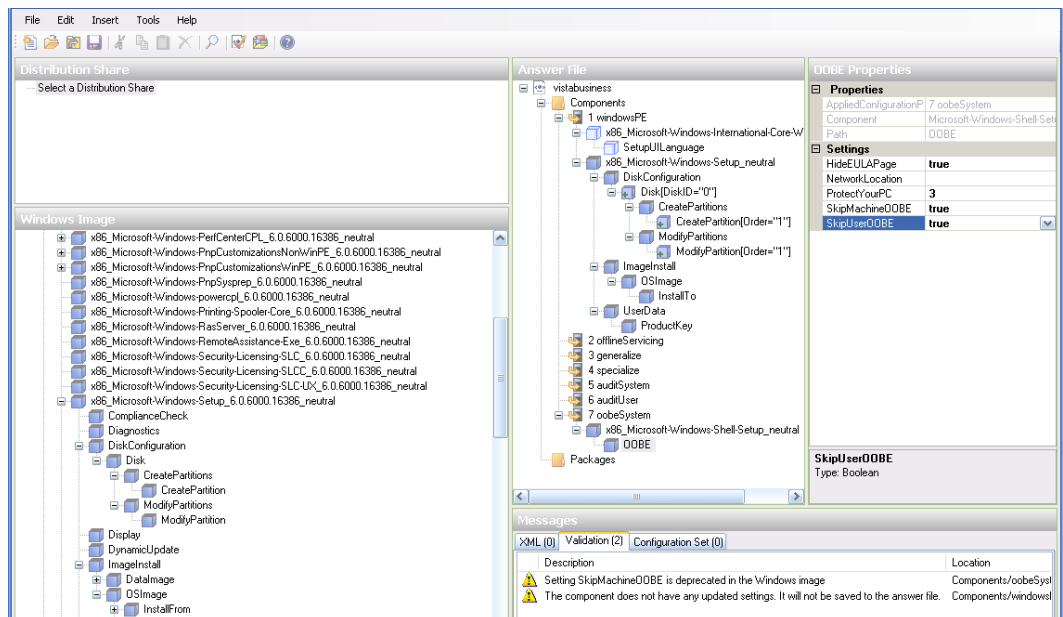 File Edit Insert Tools Help
Distribution Share
Select a Distribution Share
Windows Image
x86_Microsoft-Windows-PerfCenterCPL_6.0.6000.16386_neutral
x86_Microsoft-Windows-PnpCustomizationsNonWinPE_6.0.6000.16386_neutral
x86_Microsoft-Windows-PnpCustomizationsWinPE_6.0.6000.16386_neutral
x86_Microsoft-Windows-PnpSysprep_6.0.6000.16386_neutral
x86_Microsoft-Windows-powercpl_6.0.6000.16386_neutral
x86_Microsoft-Windows-Printing-Spooler-Core_6.0.6000.16386_neutral
x86_Microsoft-Windows-RasServer_6.0.6000.16386_neutral
x86_Microsoft-Windows-RemoteAssistance-Exe_6.0.6000.16386_neutral
x86_Microsoft-Windows-Security-Licensing-SLC_6.0.6000.16386_neutral
x86_Microsoft-Windows-Security-Licensing-SLCC_6.0.6000.16386_neutral
x86_Microsoft-Windows-Security-Licensing-SLC-UX_6.0.6000.16386_neutral
x86_Microsoft-Windows-Setup_6.0.6000.16386_neutral
ComplianceCheck
Diagnostics
DiskConfiguration
Disk
CreatePartitions
CreatePartition
ModifyPartitions
ModifyPartition
Display
DynamicUpdate
ImageInstall
DataImage
OSImage
InstallFrom
Answer File
vistabusiness
Components
1 windowsPE
x86_Microsoft-Windows-International-Core-W
SetupUILanguage
x86_Microsoft-Windows-Setup_neutral
DiskConfiguration
Disk[DiskID="0"]
CreatePartitions
CreatePartition[Order="1"]
ModifyPartitions
ModifyPartition[Order="1"]
ImageInstall
OSImage
InstallTo
UserData
ProductKey
2 offlineServicing
3 generalize
4 specialize
5 auditSystem
6 auditUser
7 oobeSystem
x86_Microsoft-Windows-Shell-Setup_neutral
OOBE
Packages
OOBE Properties
Properties
AppliedConfigurationP 7 oobeSystem
Component Microsoft-Windows-Shell-Set
Path OOBE
Settings
HideEULAPage true
NetworkLocation
ProtectYourPC 3
SkipMachineOOBE true
SkipUserOOBE true
SkipUserOOBE
Type: Boolean
Messages
XML (0) Validation (2) Configuration Set (0)
Description Location
Setting SkipMachineOOBE is deprecated in the Windows image Components/oobeSyst
The component does not have any updated settings. It will not be saved to the answer file. Components/windowsl